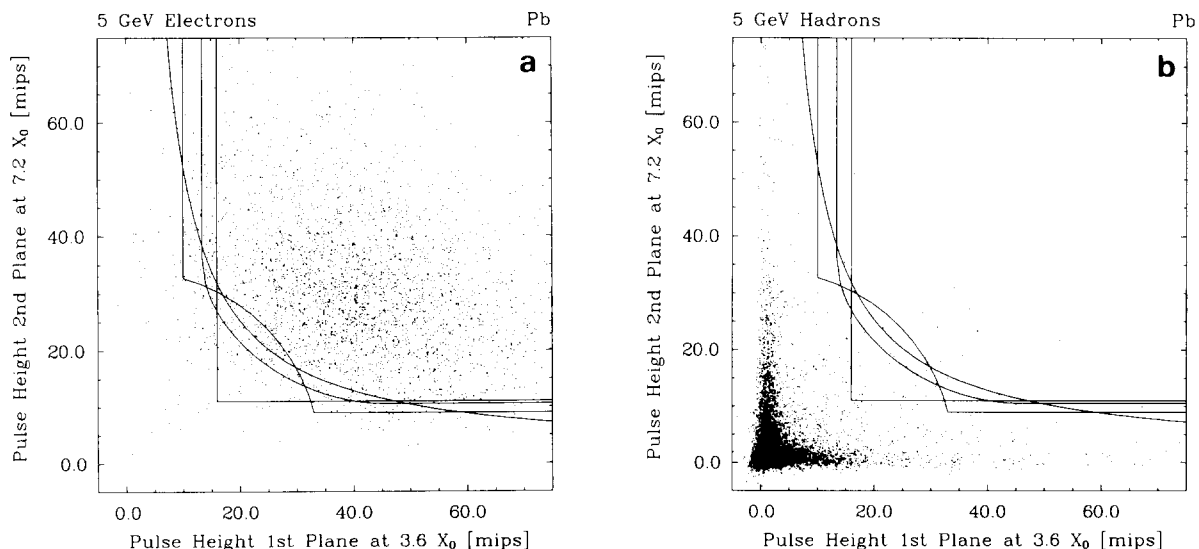 5 GeV Electrons Pb
a
Pulse Height 2nd Plane at 7.2 X₀ [mips]
60.0
40.0
20.0
0.0
0.0 20.0 40.0 60.0
Pulse Height 1st Plane at 3.6 X₀ [mips]
5 GeV Hadrons Pb
b
Pulse Height 2nd Plane at 7.2 X₀ [mips]
60.0
40.0
20.0
0.0
0.0 20.0 40.0 60.0
Pulse Height 1st Plane at 3.6 X₀ [mips]